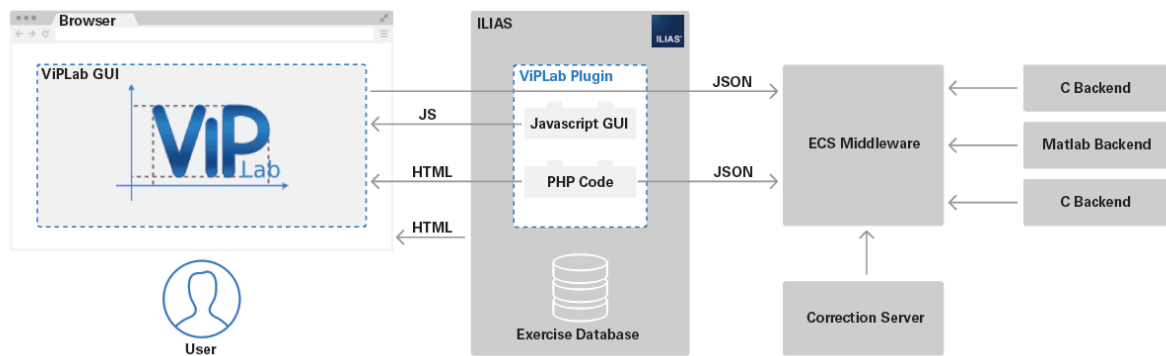 Browser
ViPLab GUI
ViP
Lab
User
ILIAS
ILIAS
ViPLab Plugin
Javascript GUI
PHP Code
Exercise Database
JS
HTML
HTML
JSON
JSON
ECS Middleware
Correction Server
C Backend
Matlab Backend
C Backend